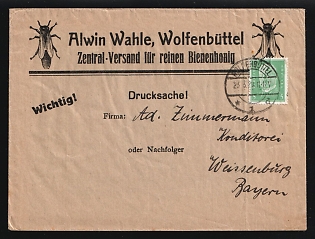 Alwin Wahle, Wolfenbüttel
Zentral-Versand für reinen Bienenhonig
Wichtig!
Drucksache!
Firma: Ad. Zimmermann
Konditorei
oder Nachfolger
Weissenburg
Bayern